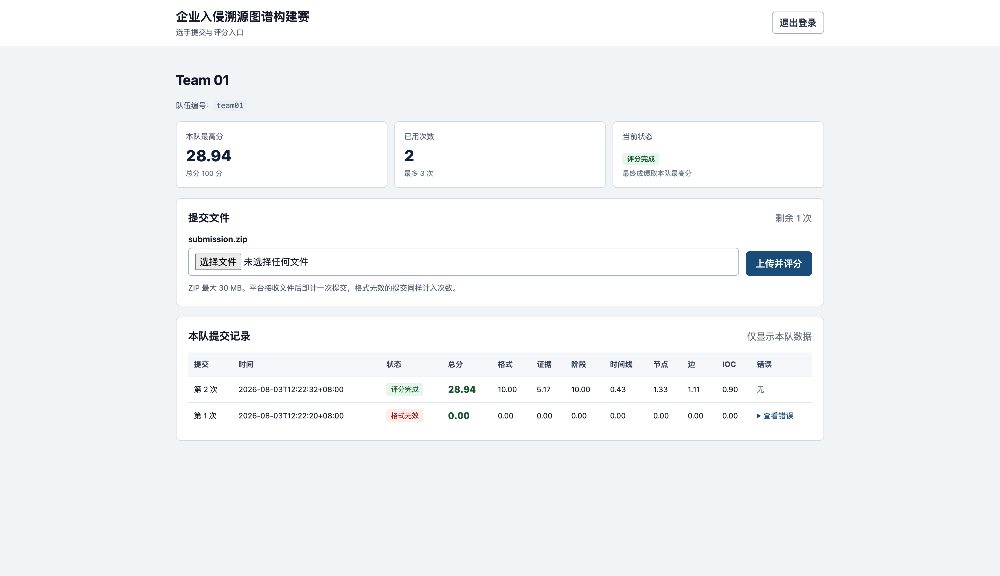 企业入侵溯源图谱构建赛
选手提交与评分入口
退出登录
Team 01
队伍编号： team01
本队最高分
28.94
总分 100 分
已用次数
2
最多 3 次
当前状态
评分完成
最终成绩取本队最高分
提交文件
剩余 1 次
submission.zip
选择文件 未选择任何文件
上传并评分
ZIP 最大 30 MB。平台接收文件后即计一次提交，格式无效的提交同样计入次数。
本队提交记录
仅显示本队数据
提交 时间 状态 总分 格式 证据 阶段 时间线 节点 边 IOC 错误
第 2 次 2026-08-03T12:22:32+08:00 评分完成 28.94 10.00 5.17 10.00 0.43 1.33 1.11 0.90 无
第 1 次 2026-08-03T12:22:20+08:00 格式无效 0.00 0.00 0.00 0.00 0.00 0.00 0.00 0.00 ▶ 查看错误